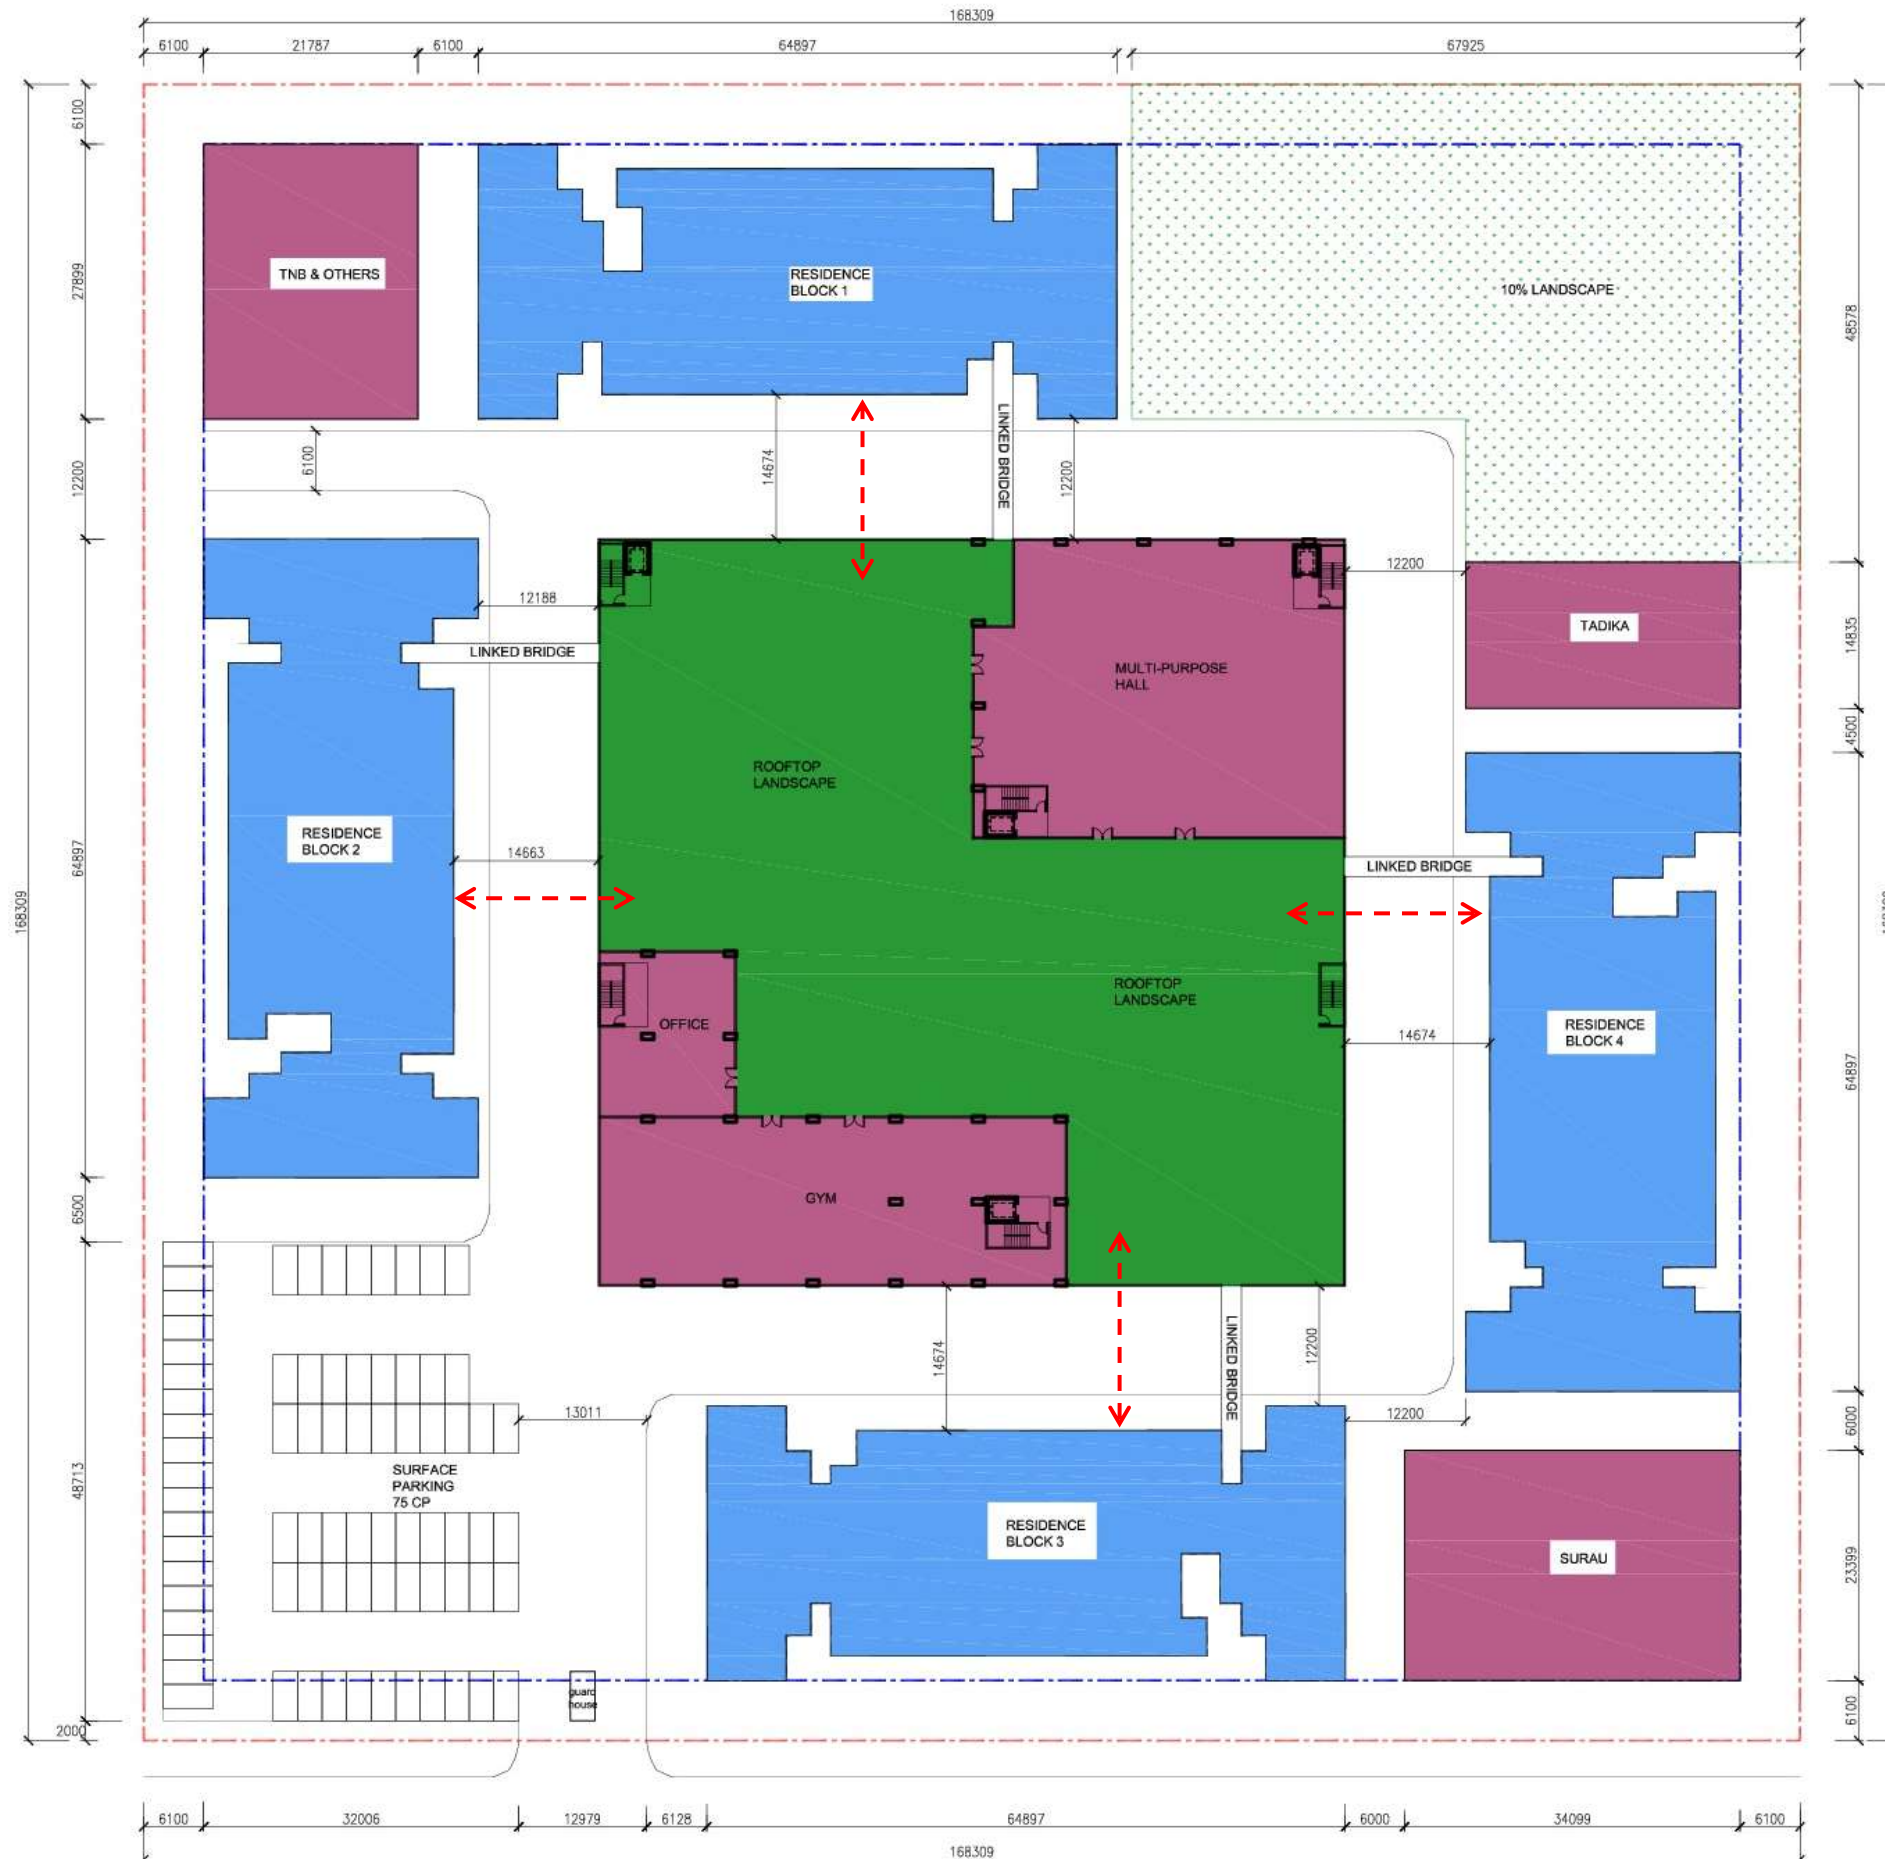 168309
6100
21787
6100
64897
67925
6100
27899
12200
64897
168309
6500
48713
2000
48578
14835
4500
64897
6000
23399
6100
TNB & OTHERS
RESIDENCE
BLOCK 1
10% LANDSCAPE
6100
14674
LINKED BRIDGE
12200
12188
12200
LINKED BRIDGE
TADIKA
MULTI-PURPOSE
HALL
ROOFTOP
LANDSCAPE
RESIDENCE
BLOCK 2
14663
LINKED BRIDGE
ROOFTOP
LANDSCAPE
OFFICE
14674
RESIDENCE
BLOCK 4
GYM
14674
LINKED BRIDGE
12200
13011
12200
SURFACE
PARKING
75 CP
RESIDENCE
BLOCK 3
SURAU
guard
house
6100
32006
12979
6128
64897
6000
34099
6100
168309